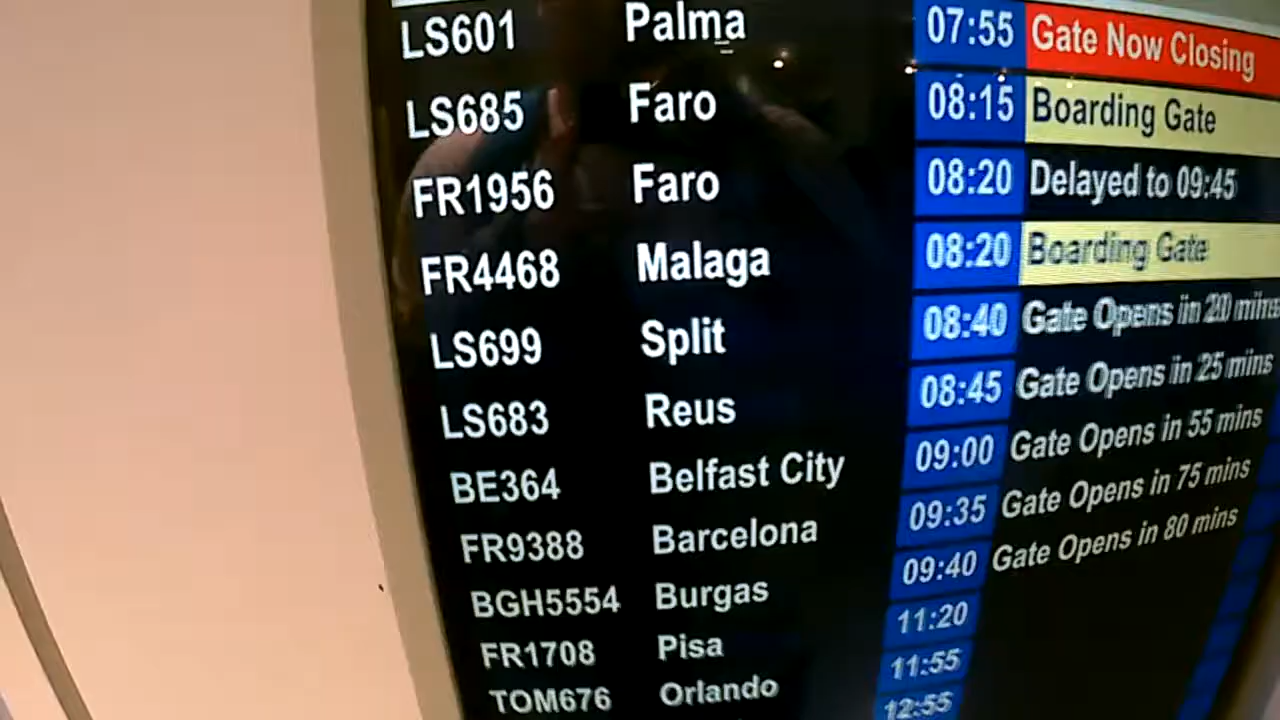 LS601 Palma 07:55 Gate Now Closing
LS685 Faro 08:15 Boarding Gate
FR1956 Faro 08:20 Delayed to 09:45
FR4468 Malaga 08:20 Boarding Gate
LS699 Split 08:40 Gate Opens in 20 mins
LS683 Reus 08:45 Gate Opens in 25 mins
BE364 Belfast City 09:00 Gate Opens in 55 mins
FR9388 Barcelona 09:35 Gate Opens in 75 mins
BGH5554 Burgas 09:40 Gate Opens in 80 mins
FR1708 Pisa 11:20
TOM676 Orlando 11:55
12:55